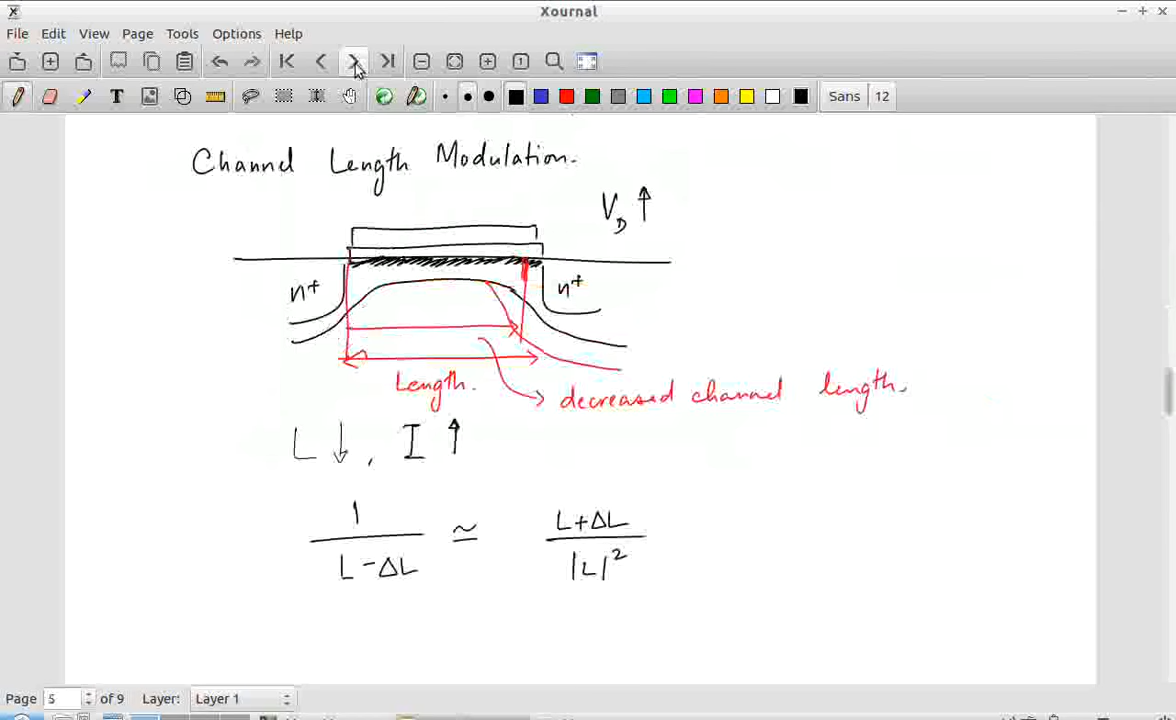 Xournal
File Edit View Page Tools Options Help
Sans 12
Channel Length Modulation.
V_D ↑
n+ n+
Length.
decreased channel length.
L ↓, I ↑
1 / (L-ΔL) ≃ (L+ΔL) / |L|²
Page 5 of 9 Layer: Layer 1